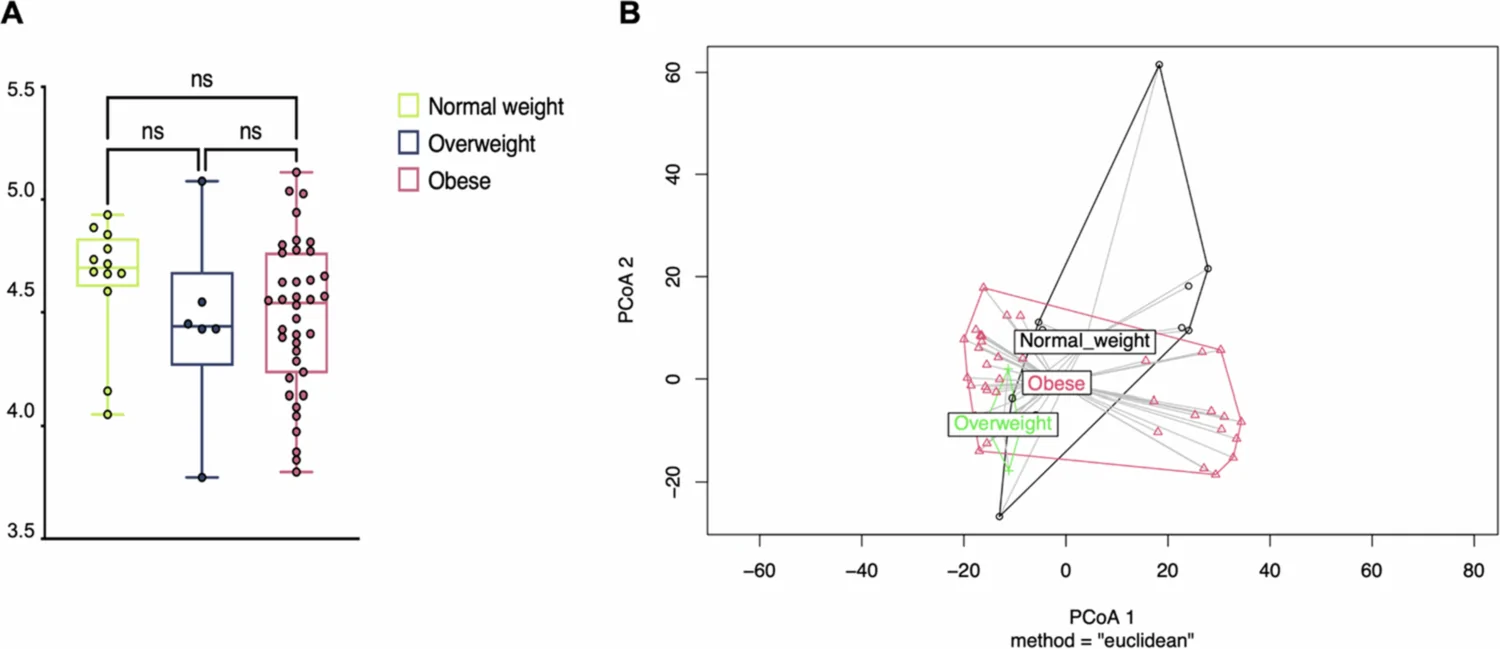 A
B
5.5
5.0
4.5
4.0
3.5
ns
ns
ns
Normal weight
Overweight
Obese
PCoA 2
60
40
20
0
−20
Normal_weight
Obese
Overweight
−60
−40
−20
0
20
40
60
80
PCoA 1
method = "euclidean"